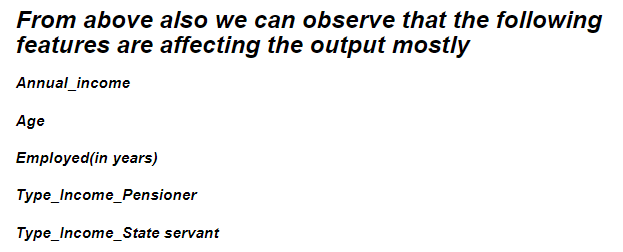 From above also we can observe that the following
features are affecting the output mostly
Annual_income
Age
Employed(in years)
Type_Income_Pensioner
Type_Income_State servant